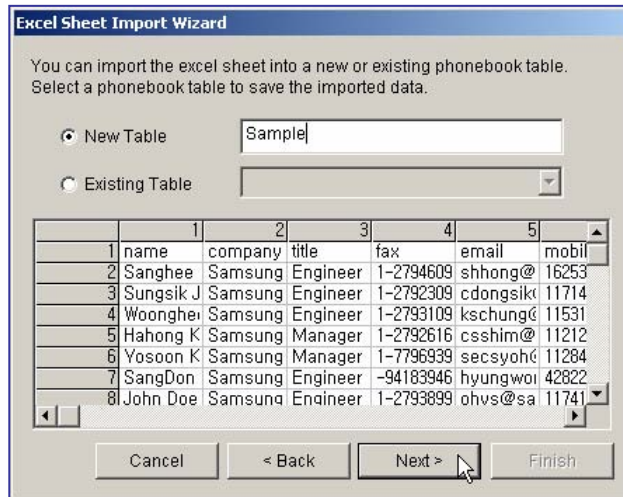 Excel Sheet Import Wizard
You can import the excel sheet into a new or existing phonebook table.
Select a phonebook table to save the imported data.
New Table Sample
Existing Table
1 2 3 4 5
1 name company title fax email mobil
2 Sanghee Samsung Engineer 1-2794609 shhong@ 16253
3 Sungsik J Samsung Engineer 1-2792309 cdongsik 11714
4 Woonghe Samsung Engineer 1-2793109 kschung 11531
5 Hahong K Samsung Manager 1-2792616 csshim@ 11212
6 Yosoon K Samsung Manager 1-7796939 secsyoh 11284
7 SangDon Samsung Engineer -94183946 hyungwo 42822
8 John Doe Samsung Engineer 1-2793899 ohvs@sa 11741
Cancel < Back Next > Finish